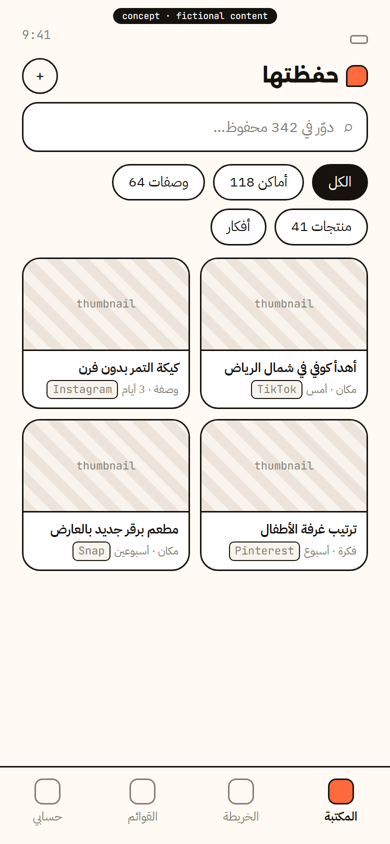 concept · fictional content
9:41
حفظتها
+
دوّر في 342 محفوظ...
الكل
أماكن 118
وصفات 64
منتجات 41
أفكار
thumbnail
أهدأ كوفي في شمال الرياض
مكان · أمس TikTok
thumbnail
كيكة التمر بدون فرن
وصفة · 3 أيام Instagram
thumbnail
ترتيب غرفة الأطفال
فكرة · أسبوع Pinterest
thumbnail
مطعم برقر جديد بالعارض
مكان · أسبوعين Snap
المكتبة
الخريطة
القوائم
حسابي